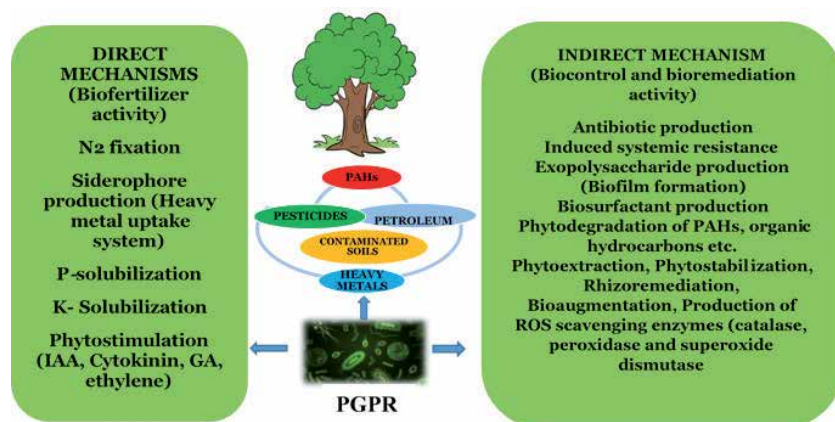 DIRECT
MECHANISMS
(Biofertilizer
activity)
N2 fixation
Siderophore
production (Heavy
metal uptake
system)
P-solubilization
K- Solubilization
Phytostimulation
(IAA, Cytokinin, GA,
ethylene)
PAHs
PESTICIDES
PETROLEUM
CONTAMINATED
SOILS
HEAVY
METALS
PGPR
INDIRECT MECHANISM
(Biocontrol and bioremediation
activity)
Antibiotic production
Induced systemic resistance
Exopolysaccharide production
(Biofilm formation)
Biosurfactant production
Phytodegradation of PAHs, organic
hydrocarbons etc.
Phytoextraction, Phytostabilization,
Rhizoremediation,
Bioaugmentation, Production of
ROS scavenging enzymes (catalase,
peroxidase and superoxide
dismutase